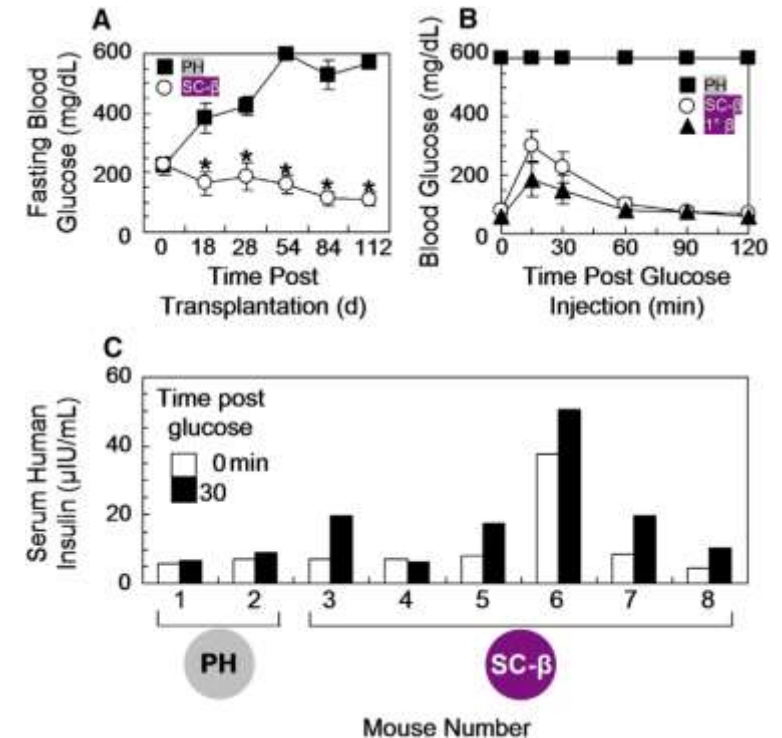 A
Fasting Blood
Glucose (mg/dL)
600
400
200
0
PH
SC-β
* * * * *
0 18 28 54 84 112
Time Post
Transplantation (d)
B
Blood Glucose (mg/dL)
600
400
200
0
PH
SC-β
1° β
0 30 60 90 120
Time Post Glucose
Injection (min)
C
Serum Human
Insulin (µIU/mL)
60
40
20
0
Time post
glucose
0 min
30
1 2 3 4 5 6 7 8
PH
SC-β
Mouse Number